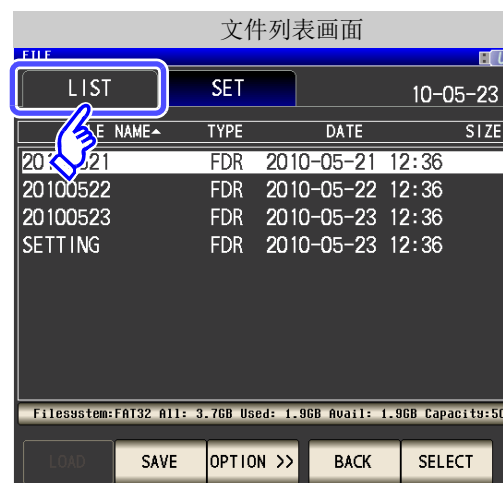 文件列表画面
FILE
LIST SET 10-05-23
NAME▲ TYPE DATE SIZE
20100521 FDR 2010-05-21 12:36
20100522 FDR 2010-05-22 12:36
20100523 FDR 2010-05-23 12:36
SETTING FDR 2010-05-23 12:36
Filesystem:FAT32 All: 3.7GB Used: 1.9GB Avail: 1.9GB Capacity:50
LOAD SAVE OPTION >> BACK SELECT